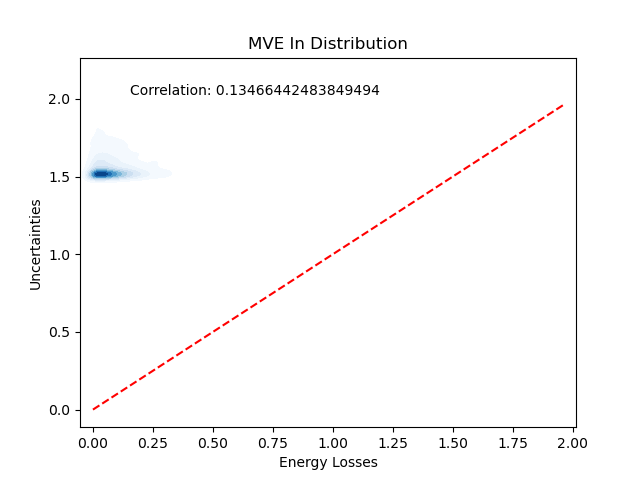 MVE In Distribution
Correlation: 0.13466442483849494
2.0
1.5
1.0
0.5
0.0
Uncertainties
0.00 0.25 0.50 0.75 1.00 1.25 1.50 1.75 2.00
Energy Losses